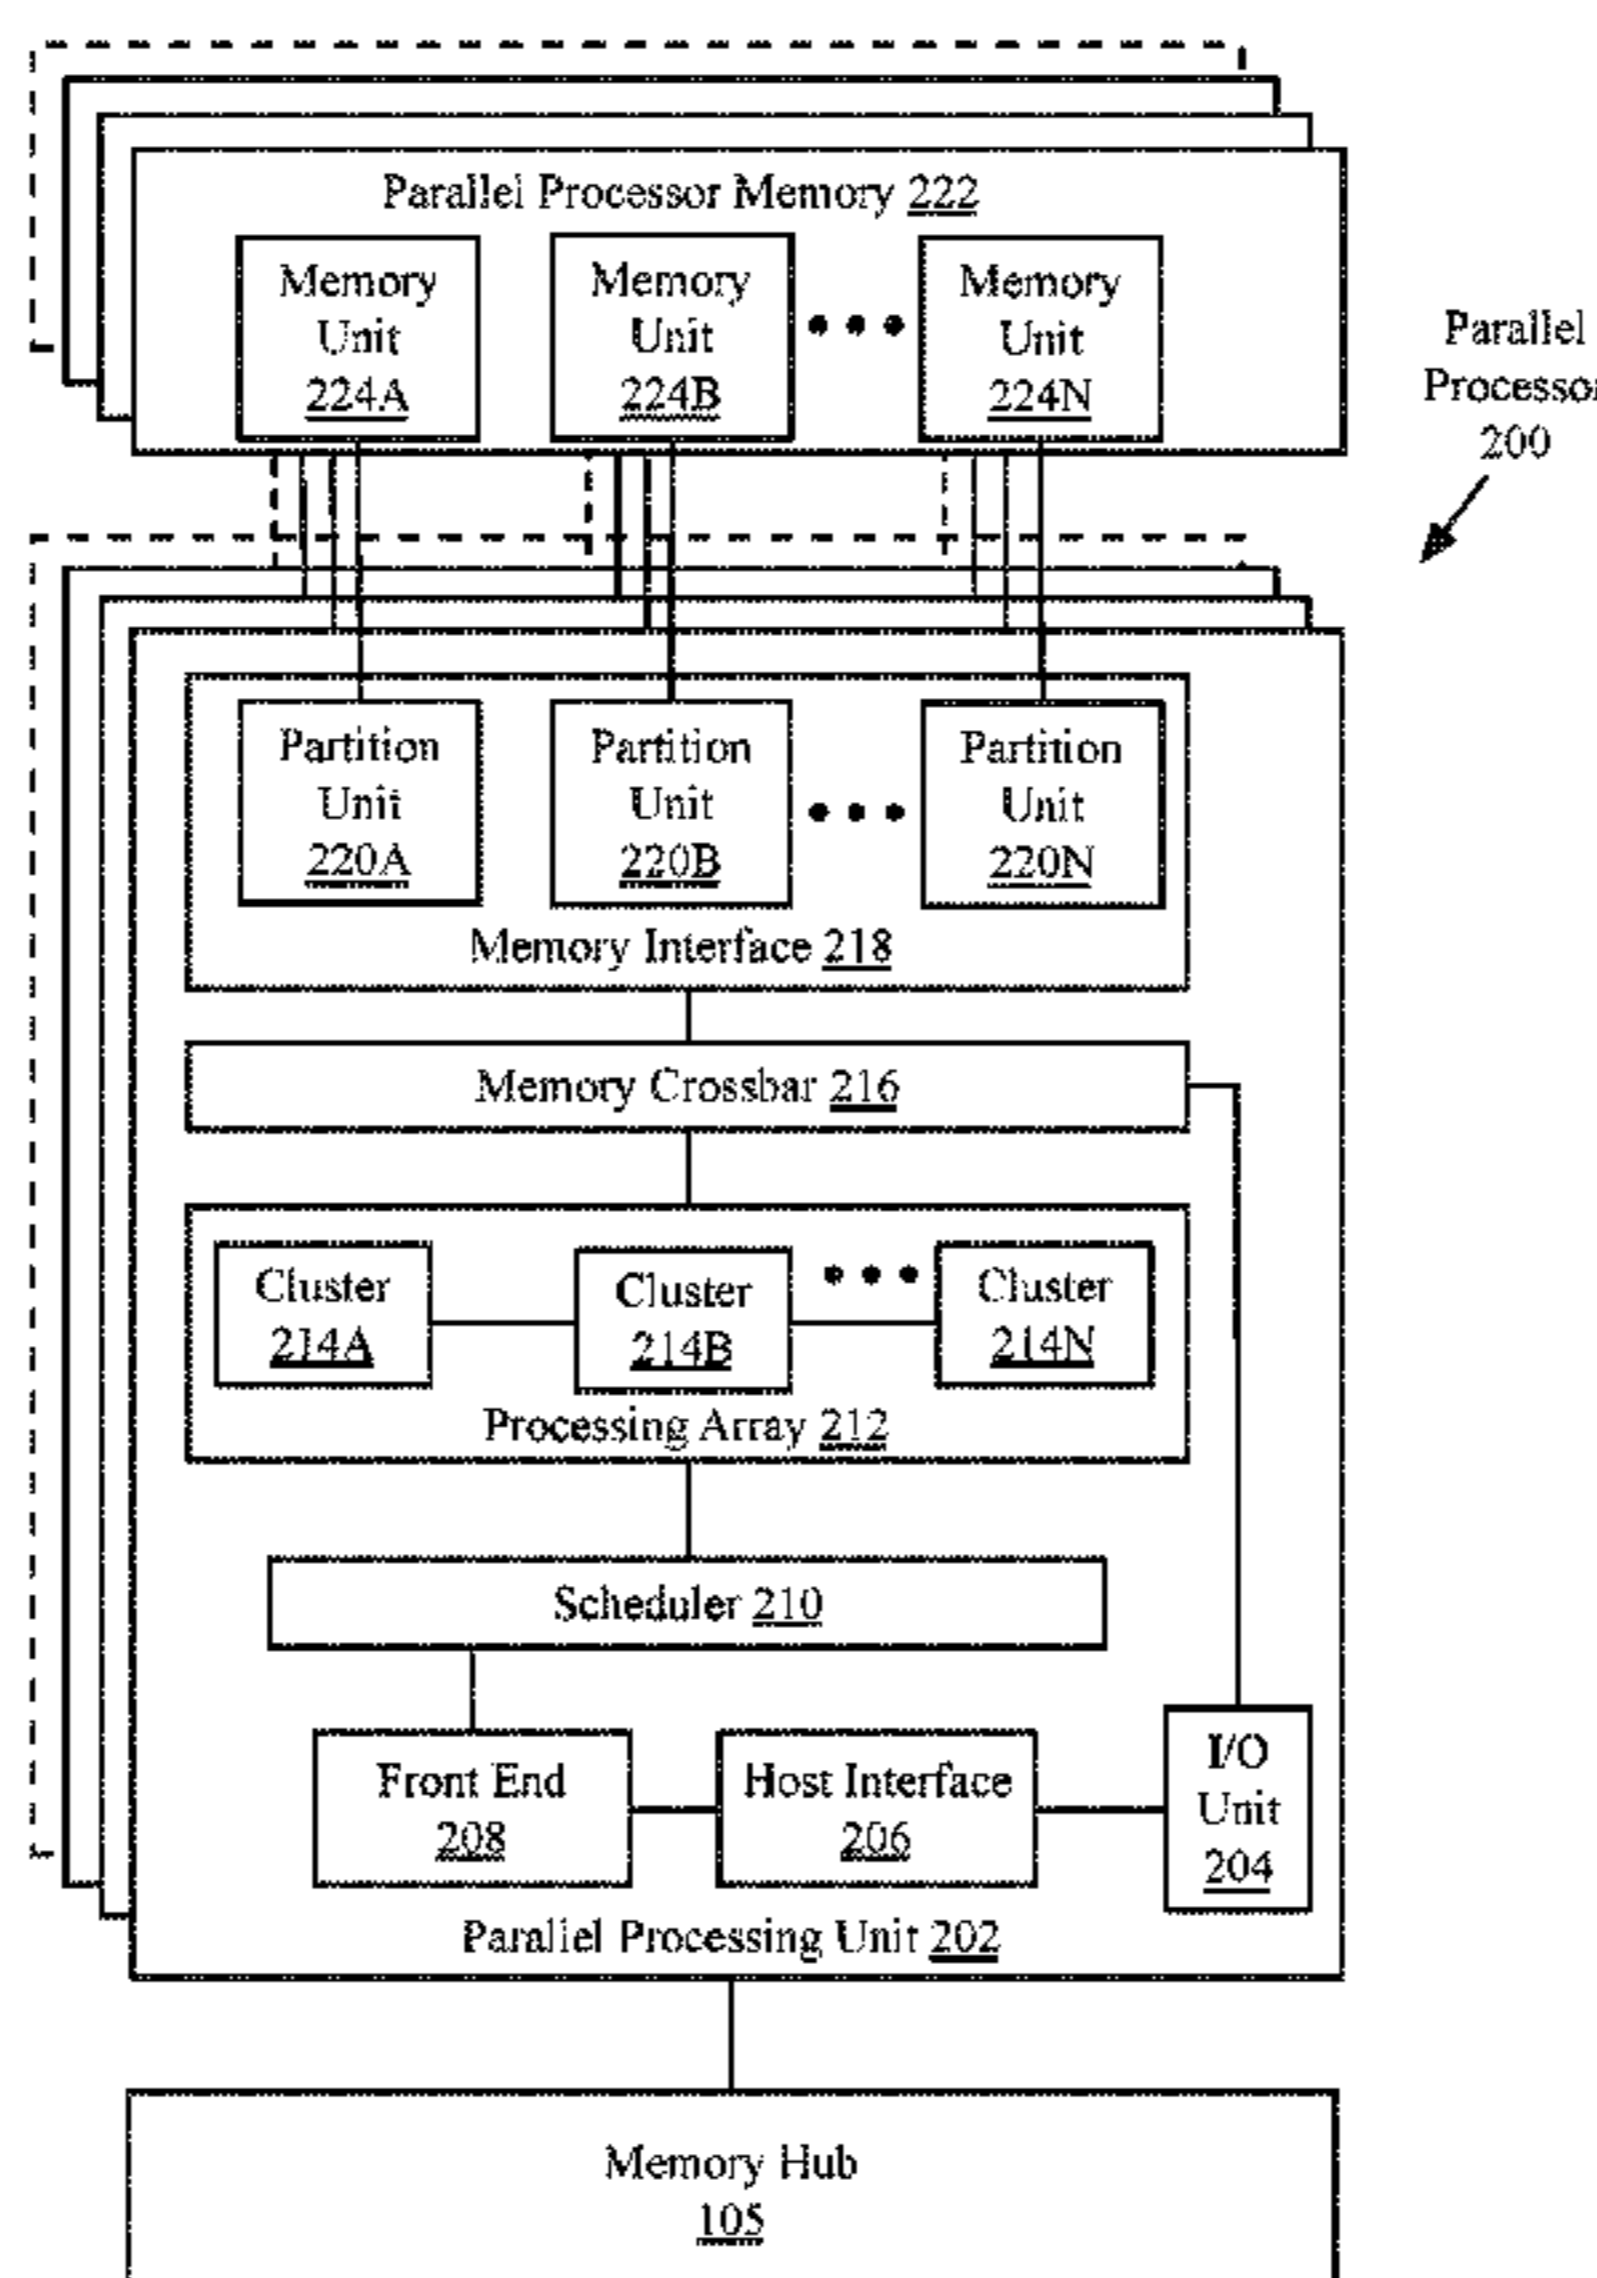 Parallel Processor Memory 222
Memory
Unit
224A
Memory
Unit
224B
Memory
Unit
224N
Parallel
Processor
200
Partition
Unit
220A
Partition
Unit
220B
Partition
Unit
220N
Memory Interface 218
Memory Crossbar 216
Cluster
214A
Cluster
214B
Cluster
214N
Processing Array 212
Scheduler 210
Front End
208
Host Interface
206
I/O
Unit
204
Parallel Processing Unit 202
Memory Hub
105